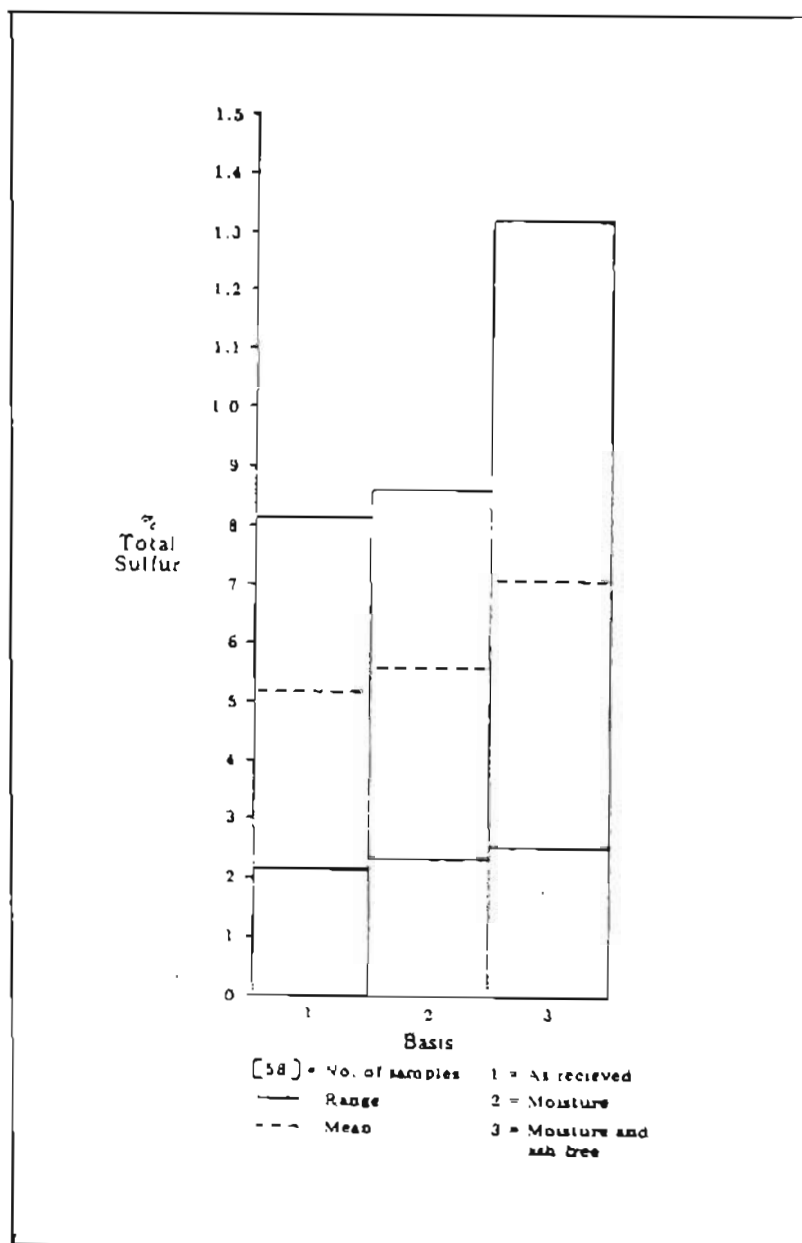 1.5
1.4
1.3
1.2
1.1
1 0
9
8
7
6
5
4
3
2
1
0
%
Total
Sulfur
1 2 3
Basis
[58] = No. of samples
Range
Mean
1 = As recieved
2 = Moisture
3 = Moisture and
ash free